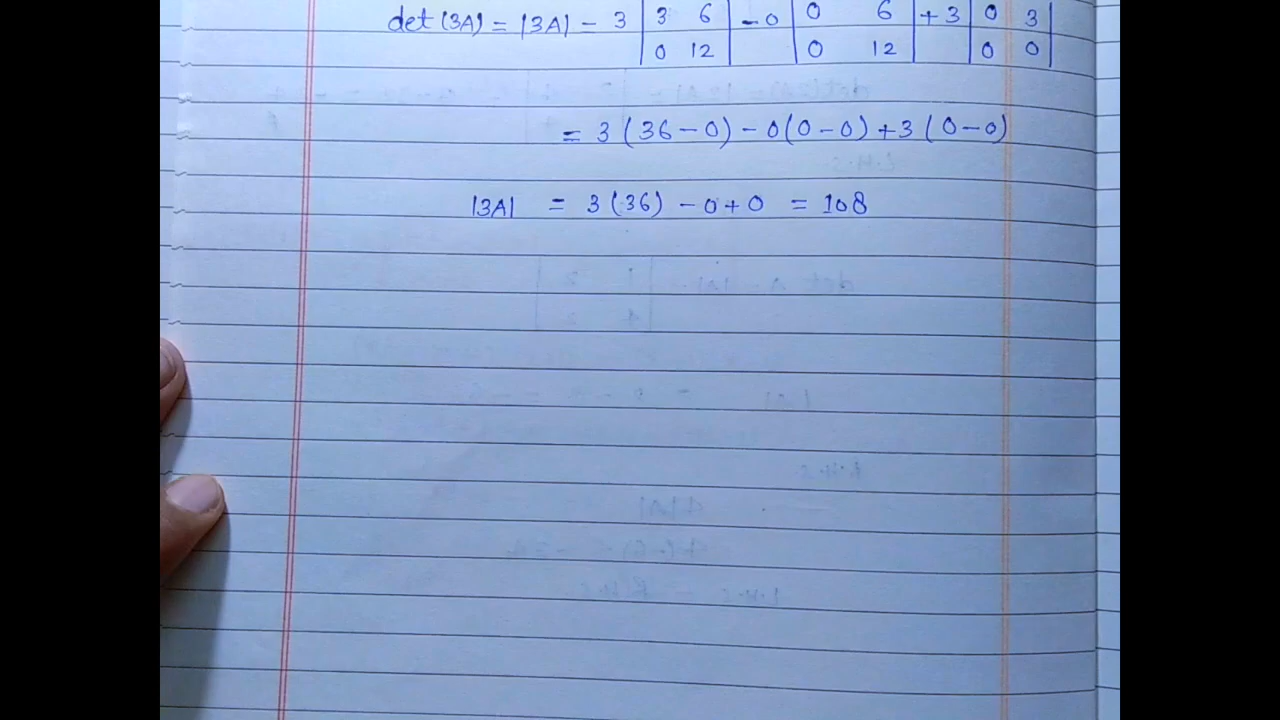 det (3A) = |3A| = 3 | 3 6 | - 0 | 0 6 | + 3 | 0 3 |
| 0 12 | | 0 12 | | 0 0 |
= 3 (36 - 0) - 0 (0 - 0) + 3 (0 - 0)
|3A| = 3 (36) - 0 + 0 = 108